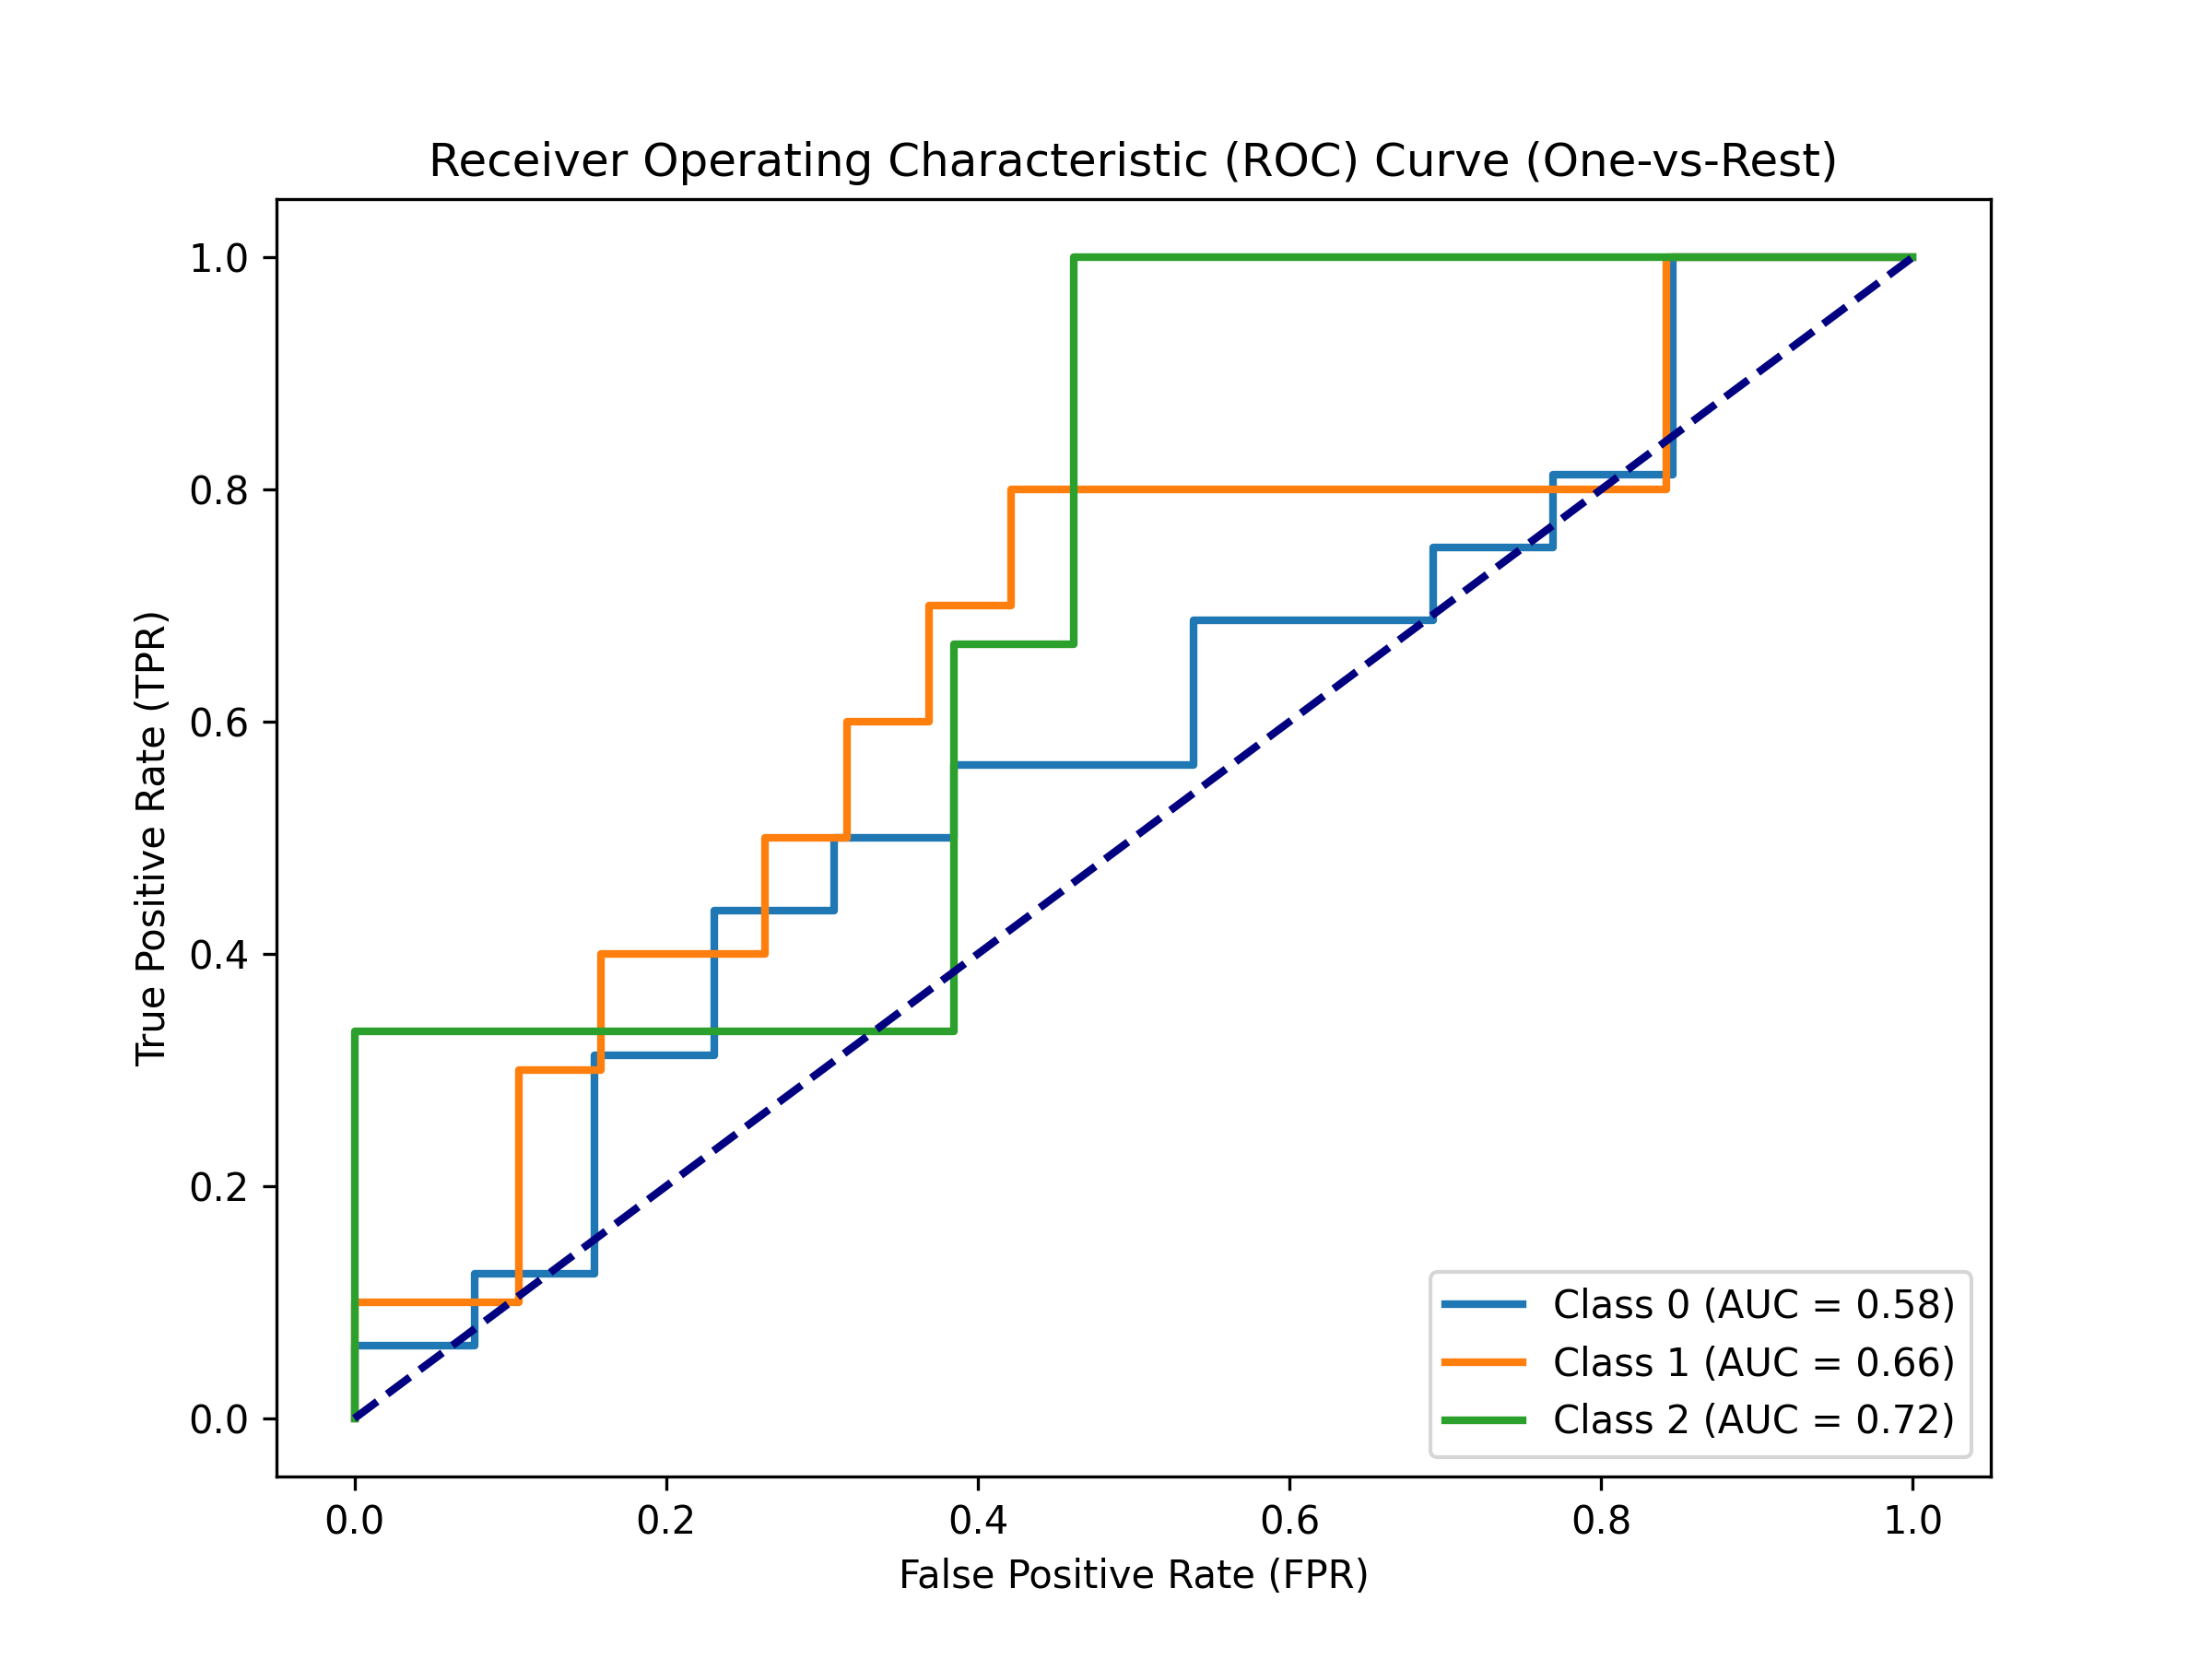 Receiver Operating Characteristic (ROC) Curve (One-vs-Rest)
True Positive Rate (TPR)
1.0
0.8
0.6
0.4
0.2
0.0
0.0 0.2 0.4 0.6 0.8 1.0
False Positive Rate (FPR)
Class 0 (AUC = 0.58)
Class 1 (AUC = 0.66)
Class 2 (AUC = 0.72)